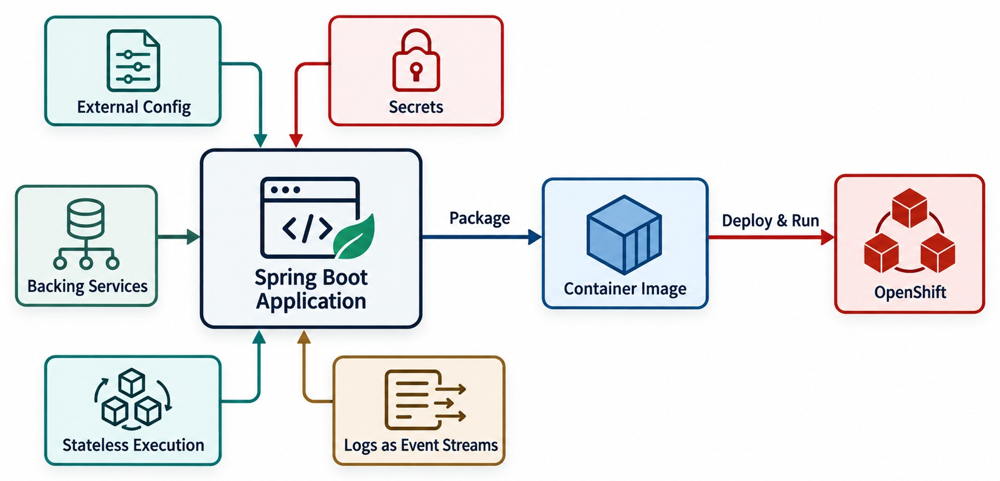 External Config
Secrets
Backing Services
</>
Spring Boot
Application
Package
Container Image
Deploy & Run
OpenShift
Stateless Execution
Logs as Event Streams